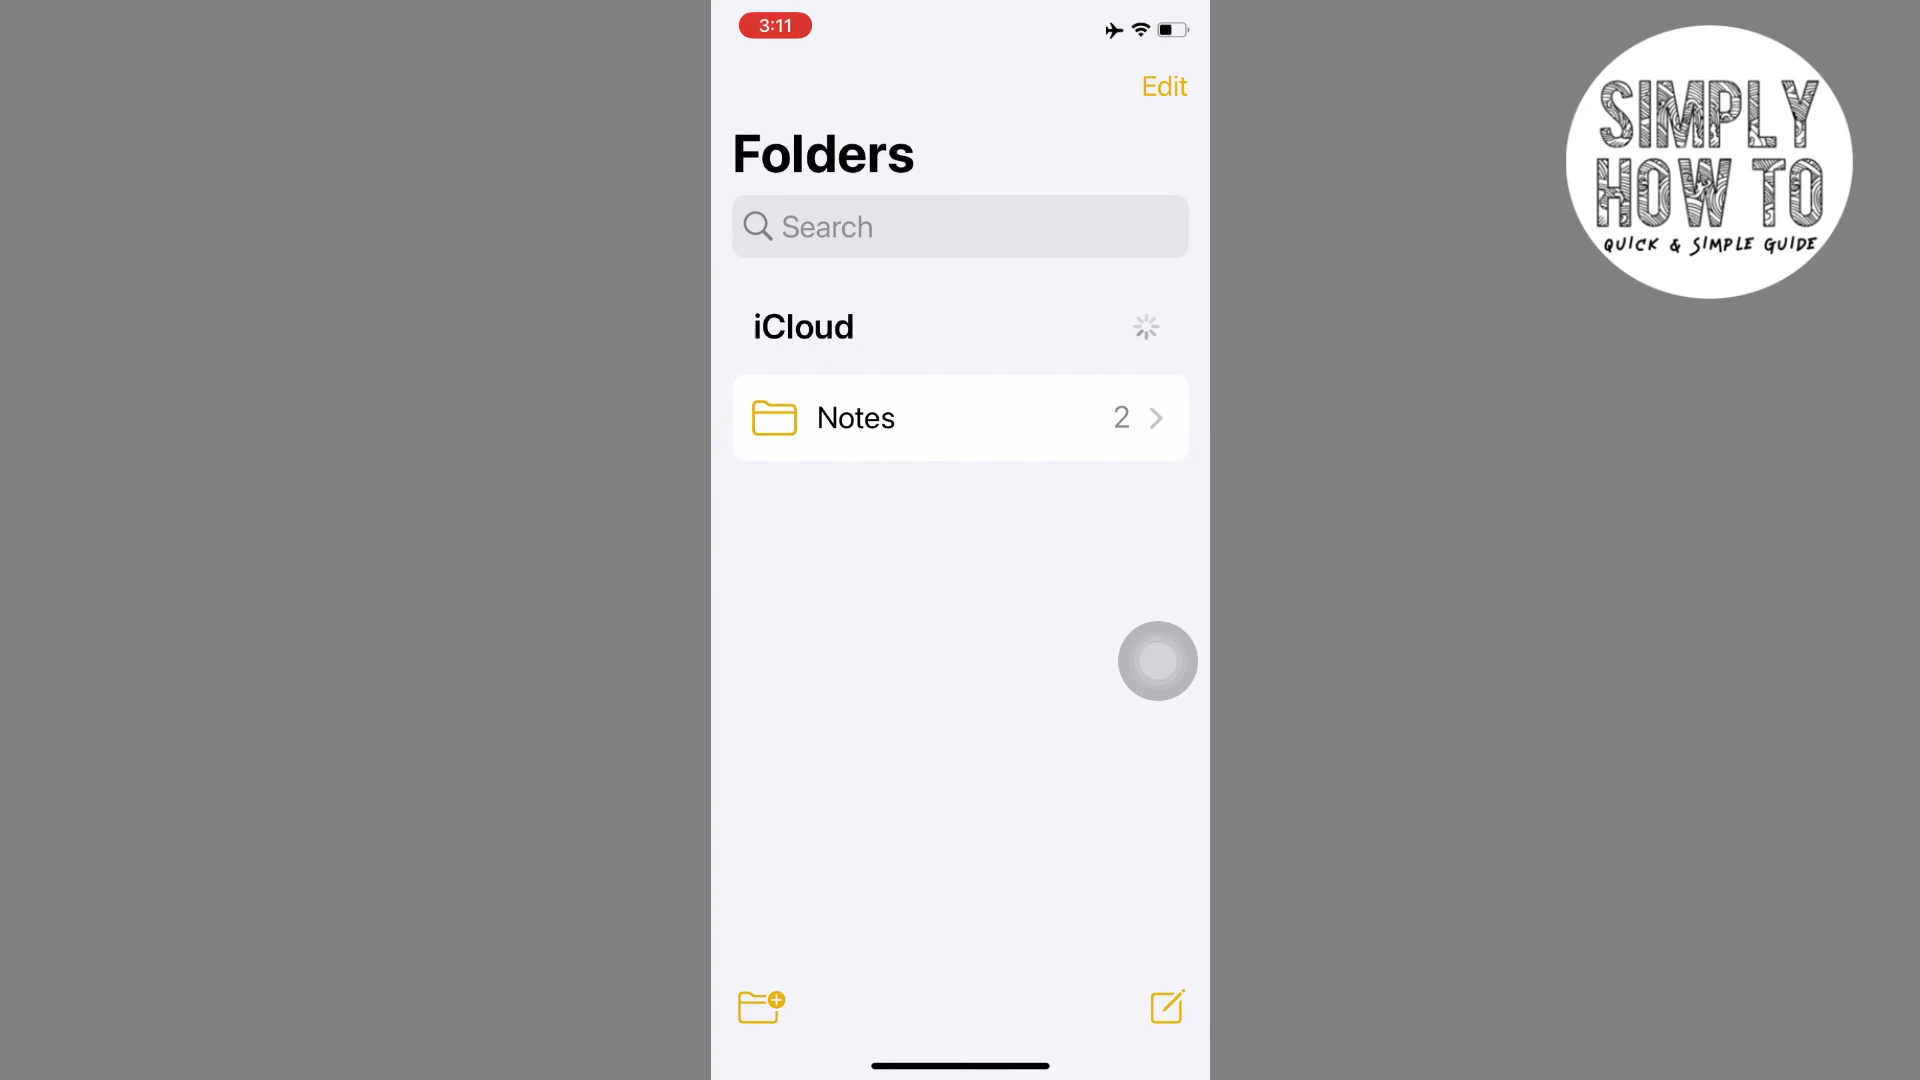 3:11
Edit
Folders
Search
iCloud
Notes 2
SIMPLY
HOW TO
QUICK & SIMPLE GUIDE